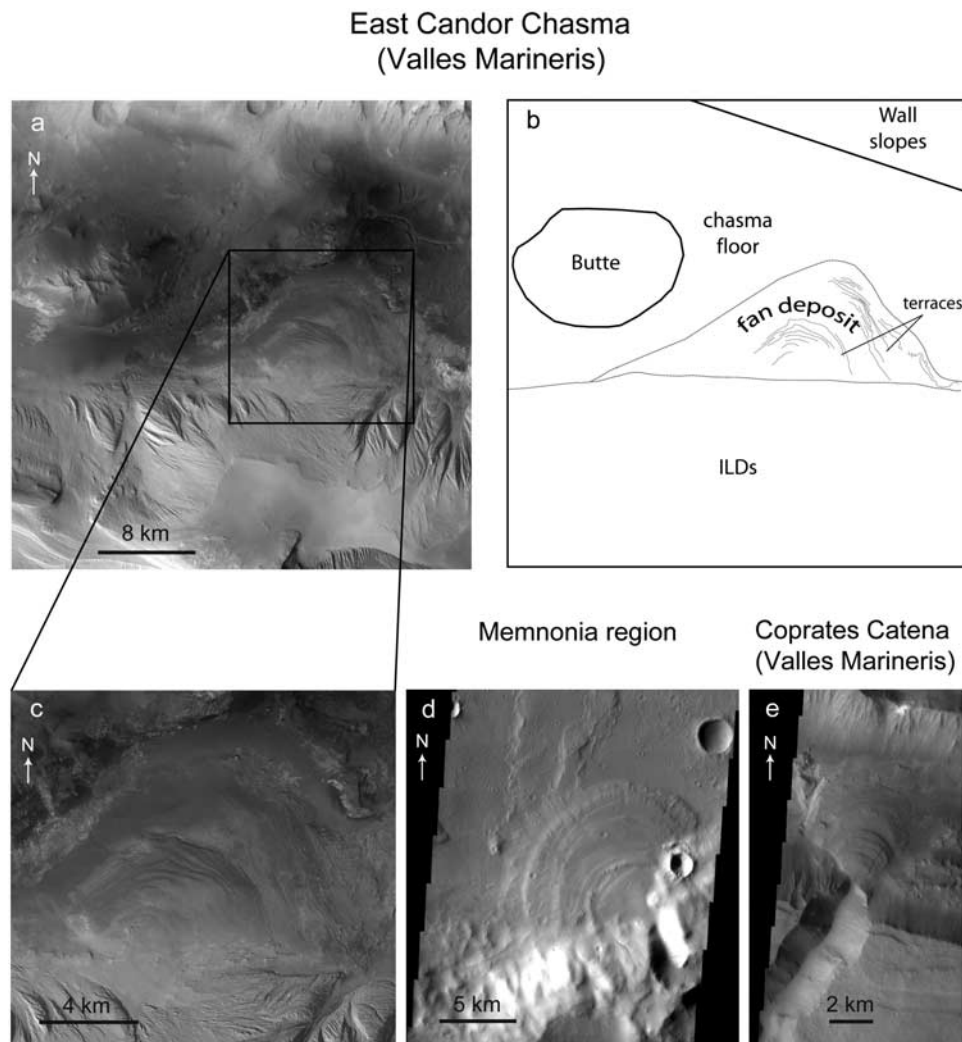 East Candor Chasma
(Valles Marineris)
a
N
8 km
b
Wall
slopes
chasma
floor
Butte
fan deposit
terraces
ILDs
Memnonia region
Coprates Catena
(Valles Marineris)
c
N
4 km
d
N
5 km
e
N
2 km